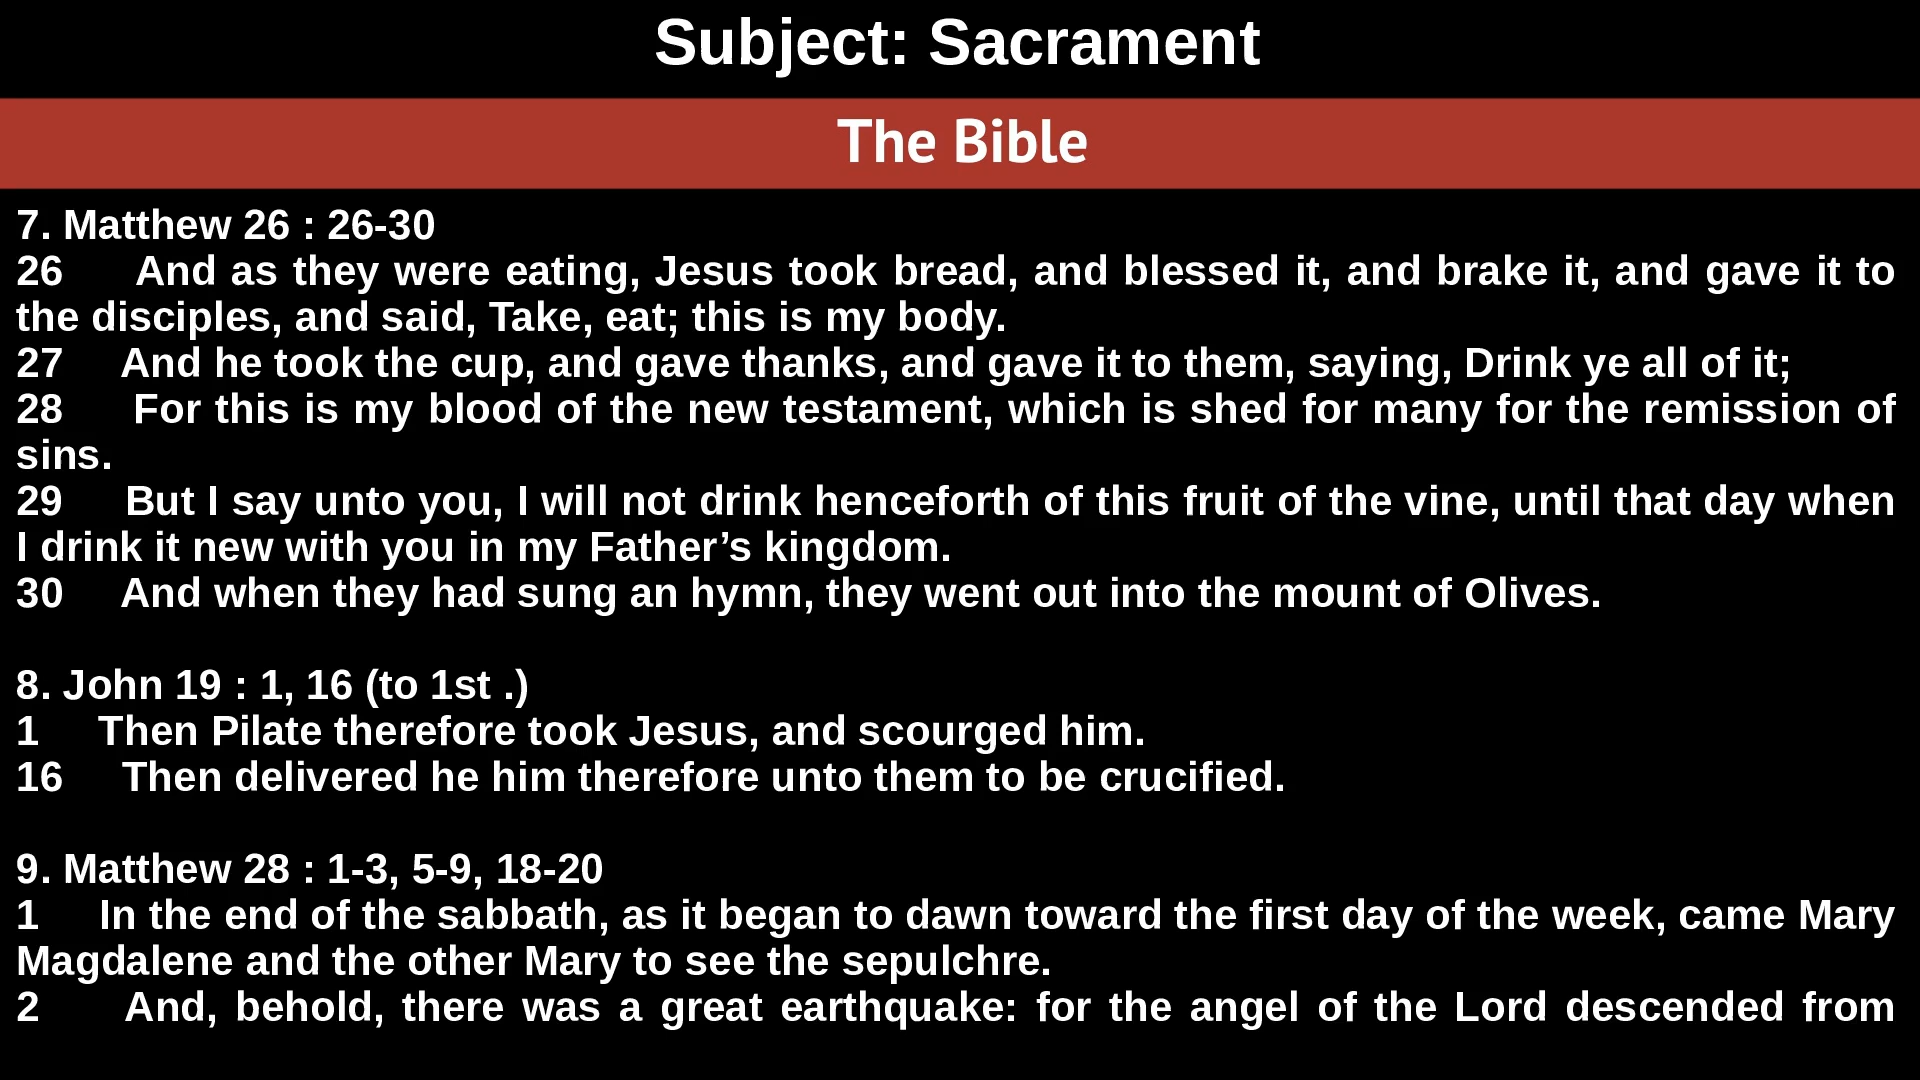 Subject: Sacrament
The Bible
7. Matthew 26 : 26-30
26 And as they were eating, Jesus took bread, and blessed it, and brake it, and gave it to
the disciples, and said, Take, eat; this is my body.
27 And he took the cup, and gave thanks, and gave it to them, saying, Drink ye all of it;
28 For this is my blood of the new testament, which is shed for many for the remission of
sins.
29 But I say unto you, I will not drink henceforth of this fruit of the vine, until that day when
I drink it new with you in my Father’s kingdom.
30 And when they had sung an hymn, they went out into the mount of Olives.
8. John 19 : 1, 16 (to 1st .)
1 Then Pilate therefore took Jesus, and scourged him.
16 Then delivered he him therefore unto them to be crucified.
9. Matthew 28 : 1-3, 5-9, 18-20
1 In the end of the sabbath, as it began to dawn toward the first day of the week, came Mary
Magdalene and the other Mary to see the sepulchre.
2 And, behold, there was a great earthquake: for the angel of the Lord descended from